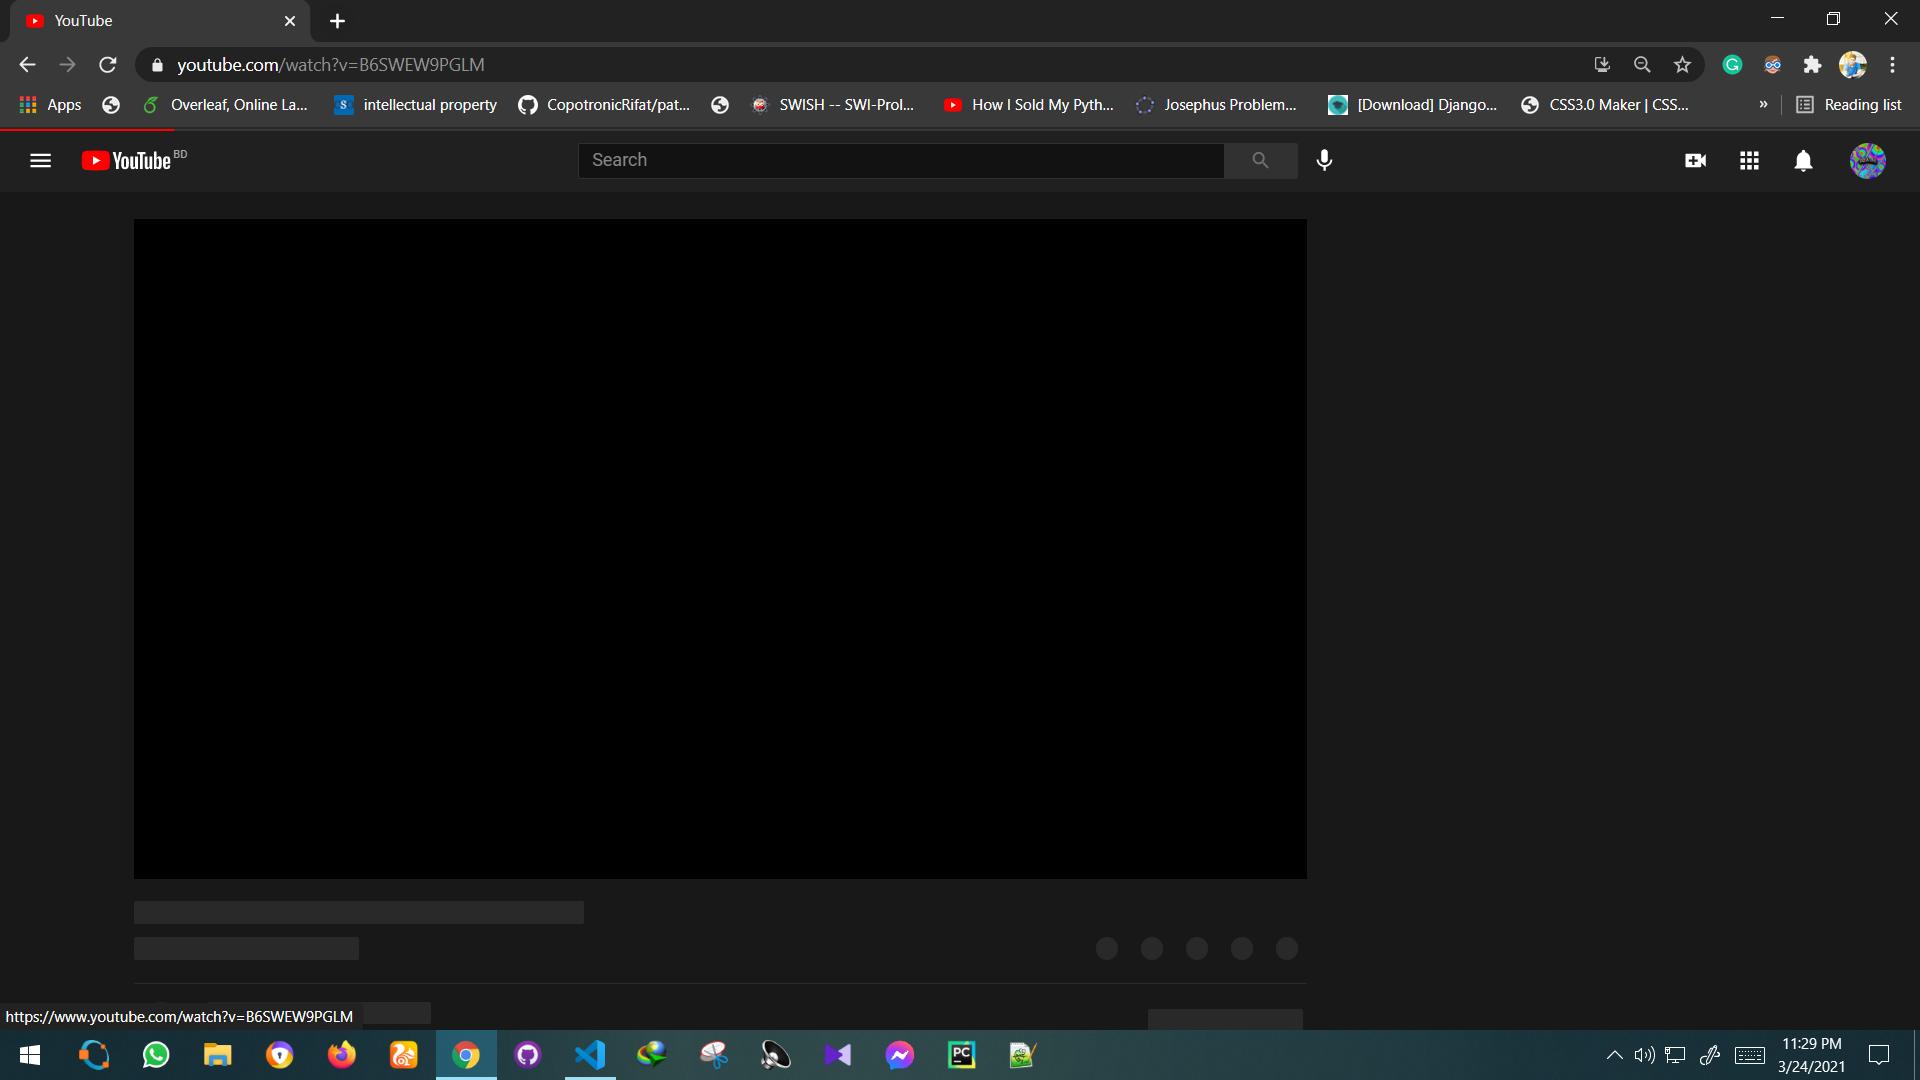 YouTube
youtube.com/watch?v=B6SWEW9PGLM
Apps
Overleaf, Online La...
intellectual property
CopotronicRifat/pat...
SWISH -- SWI-Prol...
How I Sold My Pyth...
Josephus Problem...
[Download] Django...
CSS3.0 Maker | CSS...
»
Reading list
YouTube BD
Search
https://www.youtube.com/watch?v=B6SWEW9PGLM
11:29 PM
3/24/2021